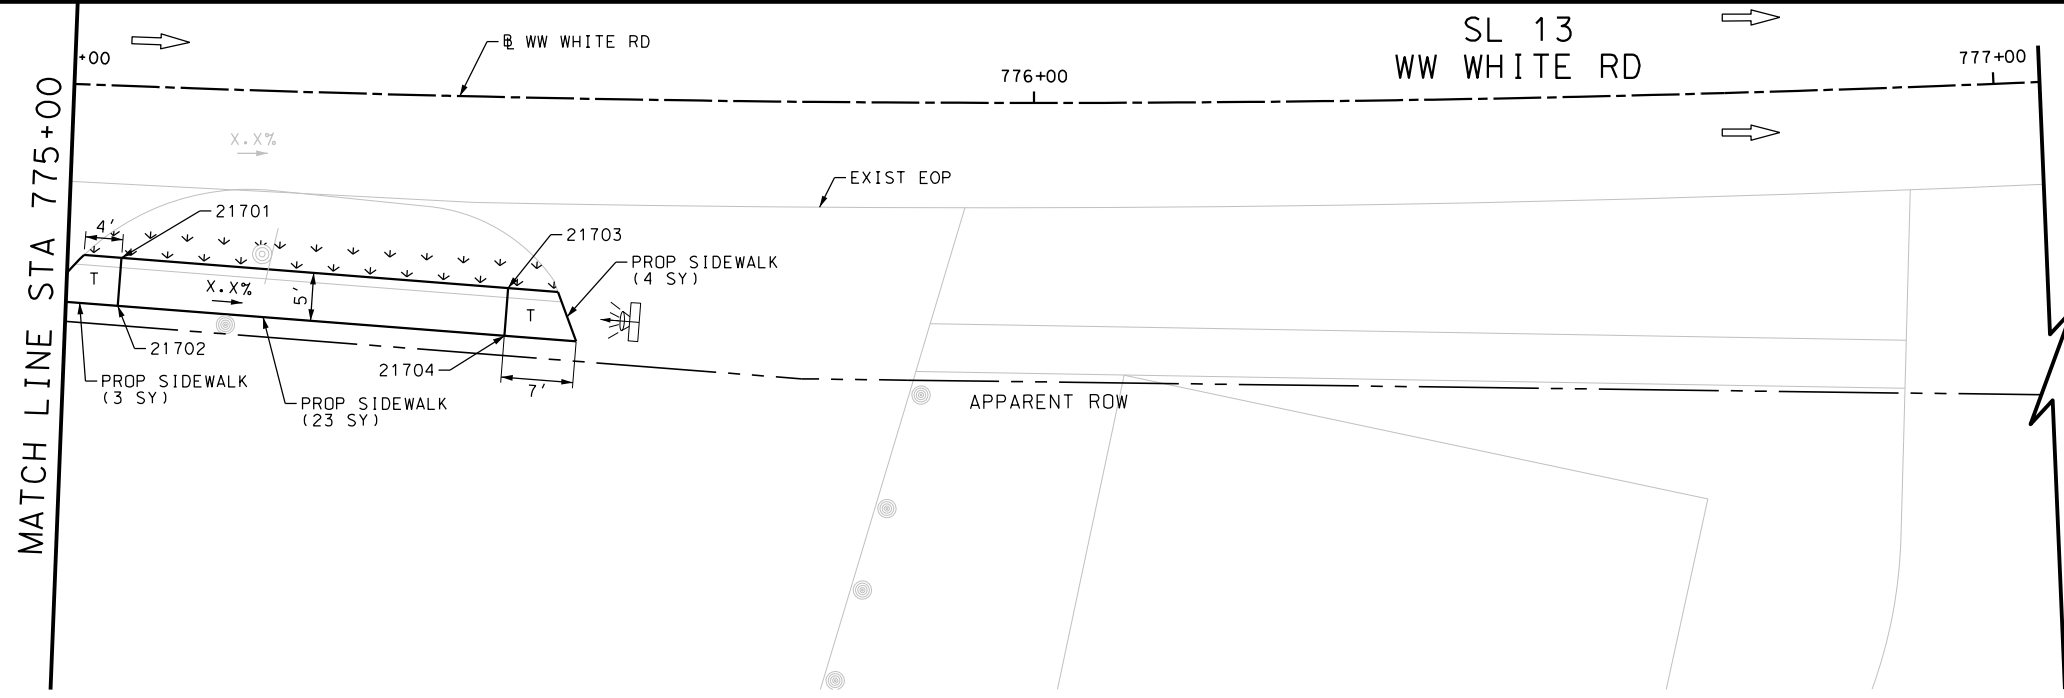 SL 13
WW WHITE RD
+00
℄ WW WHITE RD
776+00
777+00
MATCH LINE STA 775+00
X.X%
EXIST EOP
4'
21701
21703
PROP SIDEWALK
(4 SY)
T
X.X%
5'
T
21702
21704
7'
PROP SIDEWALK
(3 SY)
PROP SIDEWALK
(23 SY)
APPARENT ROW